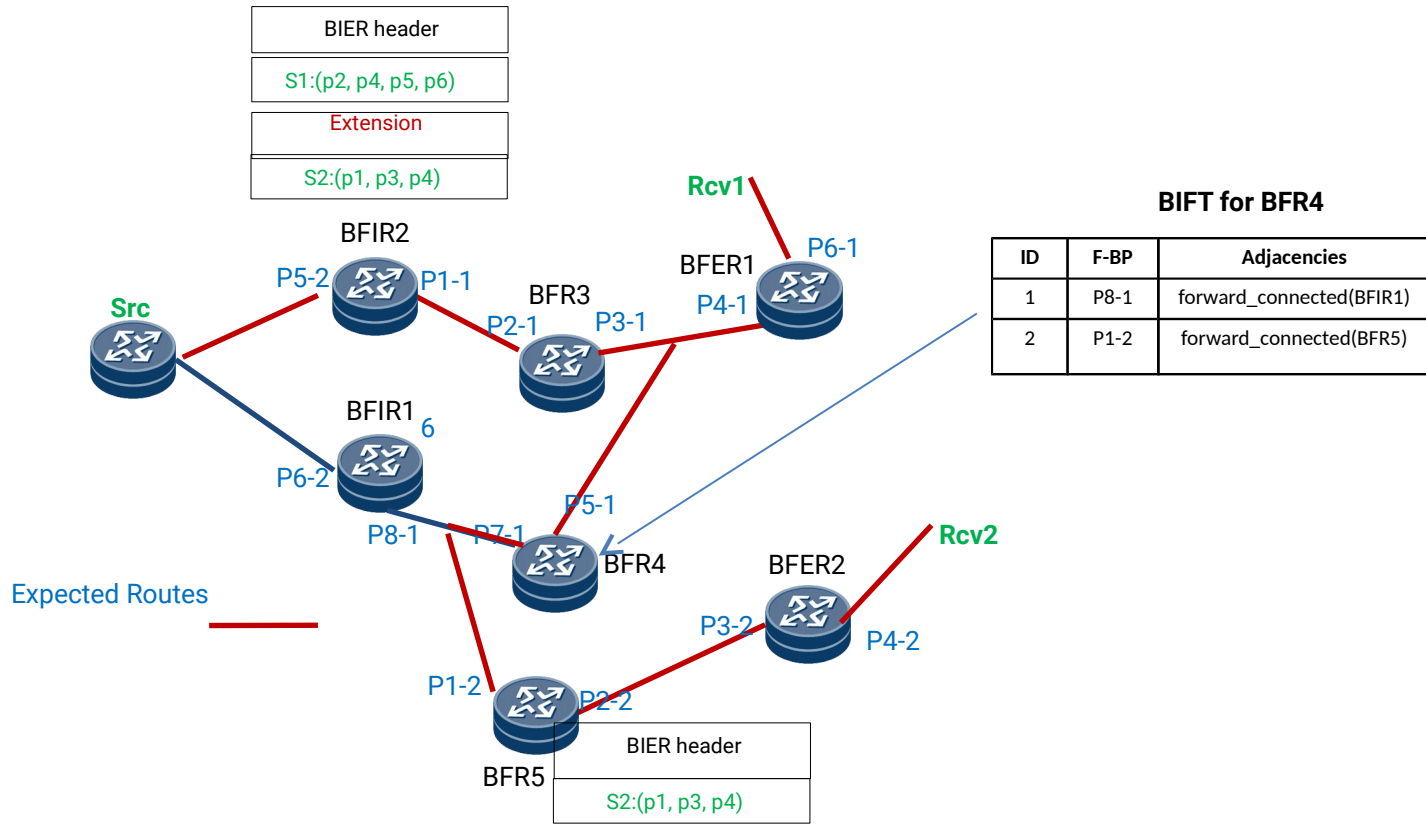 BIER header
S1:(p2, p4, p5, p6)
Extension
S2:(p1, p3, p4)
Rcv1
BIFT for BFR4
ID F-BP Adjacencies
1 P8-1 forward_connected(BFIR1)
2 P1-2 forward_connected(BFR5)
BFIR2
P5-2
P1-1
Src
BFER1
P6-1
P4-1
BFR3
P2-1
P3-1
BFIR1
6
P6-2
P8-1
P7-1
P5-1
BFR4
Rcv2
Expected Routes
BFER2
P3-2
P4-2
P1-2
P2-2
BFR5
BIER header
S2:(p1, p3, p4)